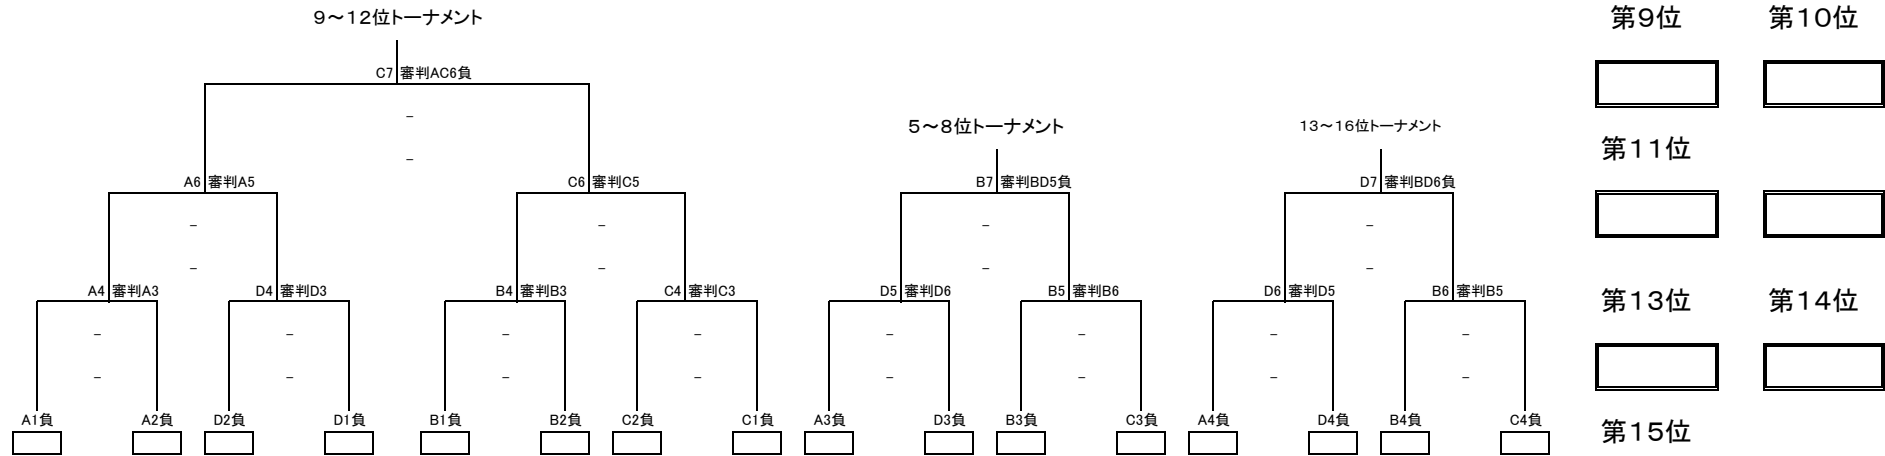 9～12位トーナメント
第9位
第10位
C7 審判AC6負
－
－
5～8位トーナメント
13～16位トーナメント
第11位
A6 審判A5
C6 審判C5
B7 審判BD5負
D7 審判BD6負
－ － － －
－ － － －
A4 審判A3
D4 審判D3
B4 審判B3
C4 審判C3
D5 審判D6
B5 審判B6
D6 審判D5
B6 審判B5
第13位
第14位
－ － － － － － － －
－ － － － － － － －
A1負
A2負
D2負
D1負
B1負
B2負
C2負
C1負
A3負
D3負
B3負
C3負
A4負
D4負
B4負
C4負
第15位